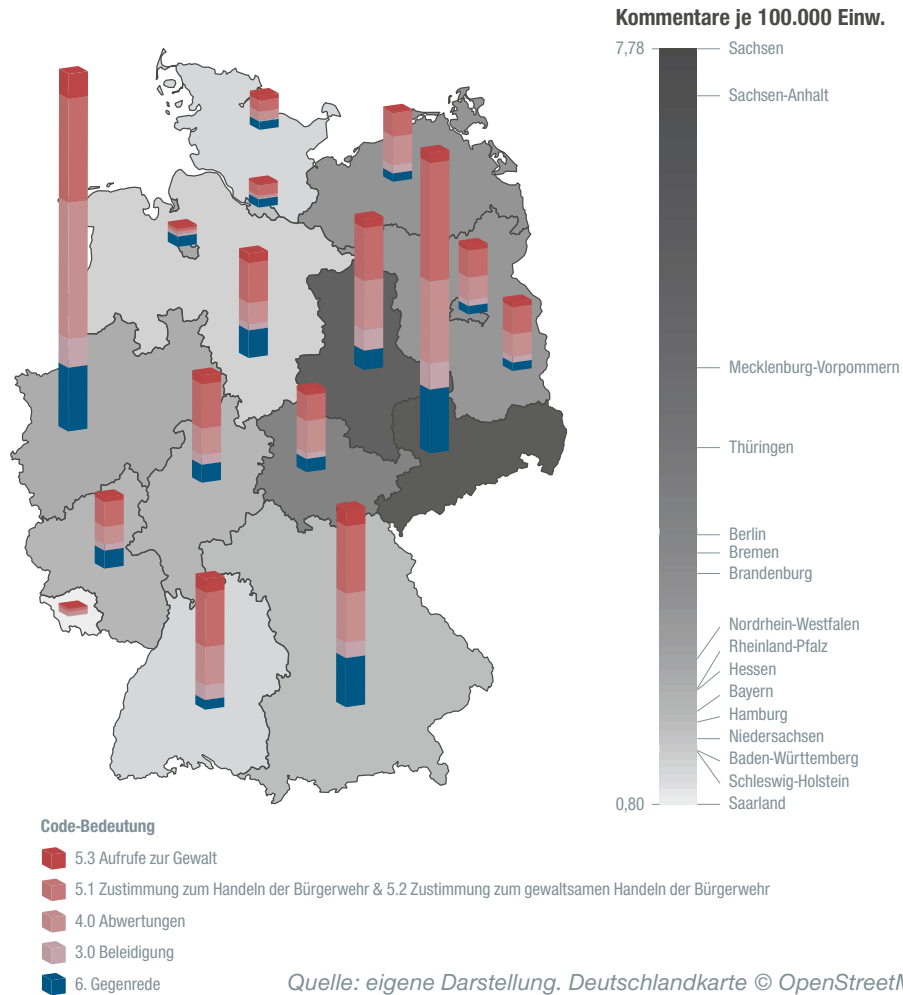 Kommentare je 100.000 Einw.
7,78
Sachsen
Sachsen-Anhalt
Mecklenburg-Vorpommern
Thüringen
Berlin
Bremen
Brandenburg
Nordrhein-Westfalen
Rheinland-Pfalz
Hessen
Bayern
Hamburg
Niedersachsen
Baden-Württemberg
Schleswig-Holstein
0,80
Saarland
Code-Bedeutung
5.3 Aufrufe zur Gewalt
5.1 Zustimmung zum Handeln der Bürgerwehr & 5.2 Zustimmung zum gewaltsamen Handeln der Bürgerwehr
4.0 Abwertungen
3.0 Beleidigung
6. Gegenrede
Quelle: eigene Darstellung. Deutschlandkarte © OpenStreetM